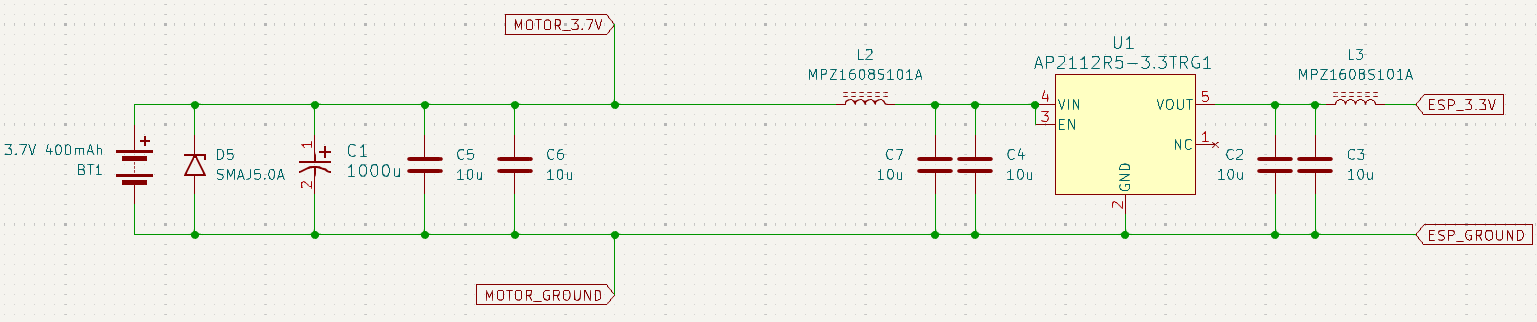 MOTOR_3.7V
L2
MPZ1608S101A
U1
AP2112R5-3.3TRG1
L3
MPZ1608S101A
4
VIN
VOUT
5
ESP_3.3V
3
EN
NC
1
3.7V 400mAh
BT1
+
D5
SMAJ5.0A
1
+
2
C1
1000u
C5
10u
C6
10u
C7
10u
C4
10u
GND
2
C2
10u
C3
10u
ESP_GROUND
MOTOR_GROUND